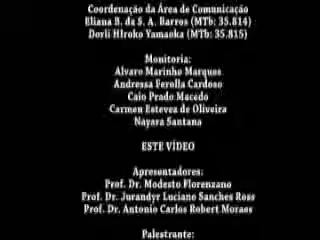 Coordenação da Área de Comunicação
Eliana B. da S. A. Barros (MTb: 35.814)
Dorli Hiroko Yamaoka (MTb: 35.815)
Monitoria:
Alvaro Marinho Marques
Andressa Ferolla Cardoso
Caio Prado Macedo
Carmen Estevez de Oliveira
Nayara Santana
ESTE VÍDEO
Apresentadores:
Prof. Dr. Modesto Florenzano
Prof. Dr. Jurandyr Luciano Sanches Ross
Prof. Dr. Antonio Carlos Robert Moraes
Palestrante: